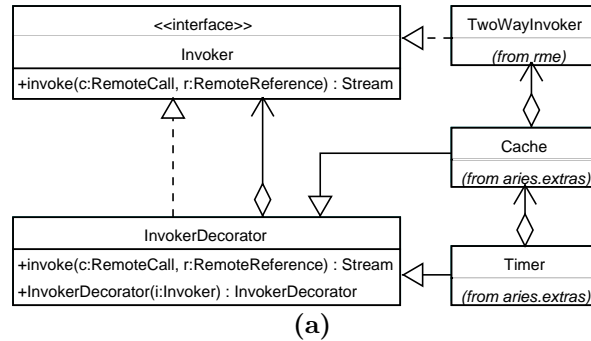 <<interface>>
Invoker
+invoke(c:RemoteCall, r:RemoteReference) : Stream
TwoWayInvoker
(from rme)
Cache
(from aries.extras)
InvokerDecorator
+invoke(c:RemoteCall, r:RemoteReference) : Stream
+InvokerDecorator(i:Invoker) : InvokerDecorator
Timer
(from aries.extras)
(a)